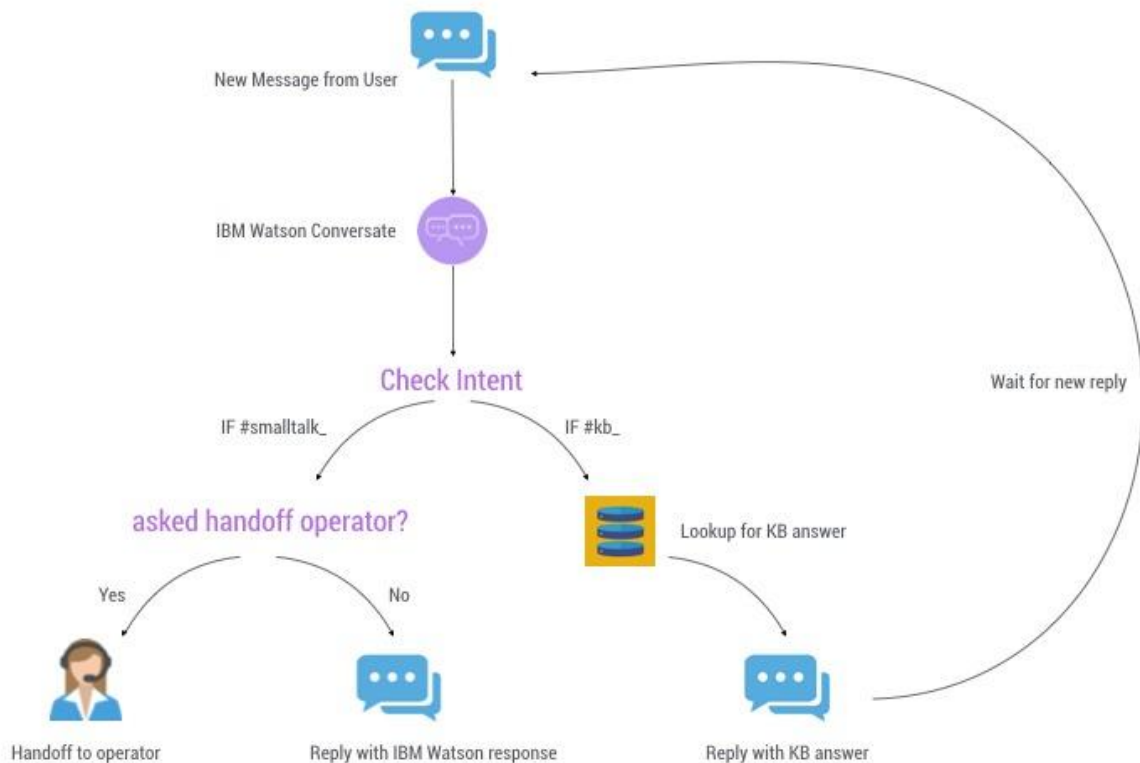 New Message from User
IBM Watson Conversate
Check Intent
Wait for new reply
IF #smalltalk_
IF #kb_
asked handoff operator?
Lookup for KB answer
Yes
No
Handoff to operator
Reply with IBM Watson response
Reply with KB answer